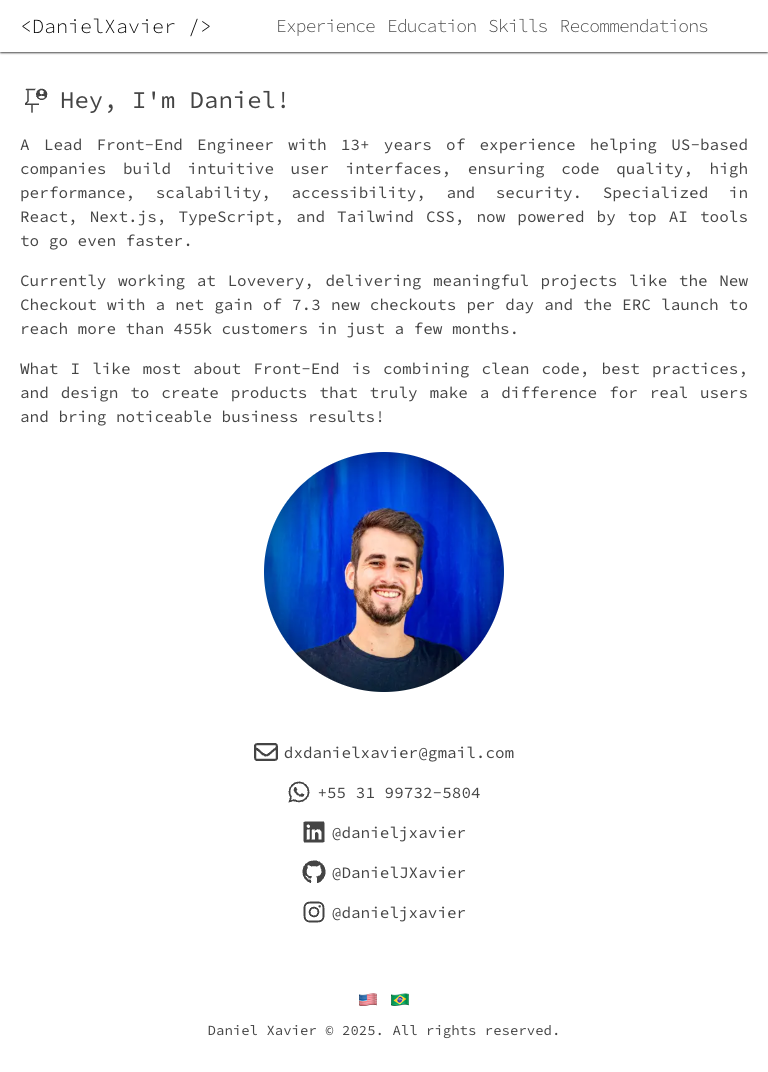 <DanielXavier />
Experience Education Skills Recommendations
Hey, I'm Daniel!
A Lead Front-End Engineer with 13+ years of experience helping US-based
companies build intuitive user interfaces, ensuring code quality, high
performance, scalability, accessibility, and security. Specialized in
React, Next.js, TypeScript, and Tailwind CSS, now powered by top AI tools
to go even faster.
Currently working at Lovevery, delivering meaningful projects like the New
Checkout with a net gain of 7.3 new checkouts per day and the ERC launch to
reach more than 455k customers in just a few months.
What I like most about Front-End is combining clean code, best practices,
and design to create products that truly make a difference for real users
and bring noticeable business results!
dxdanielxavier@gmail.com
+55 31 99732-5804
@danieljxavier
@DanielJXavier
@danieljxavier
Daniel Xavier © 2025. All rights reserved.